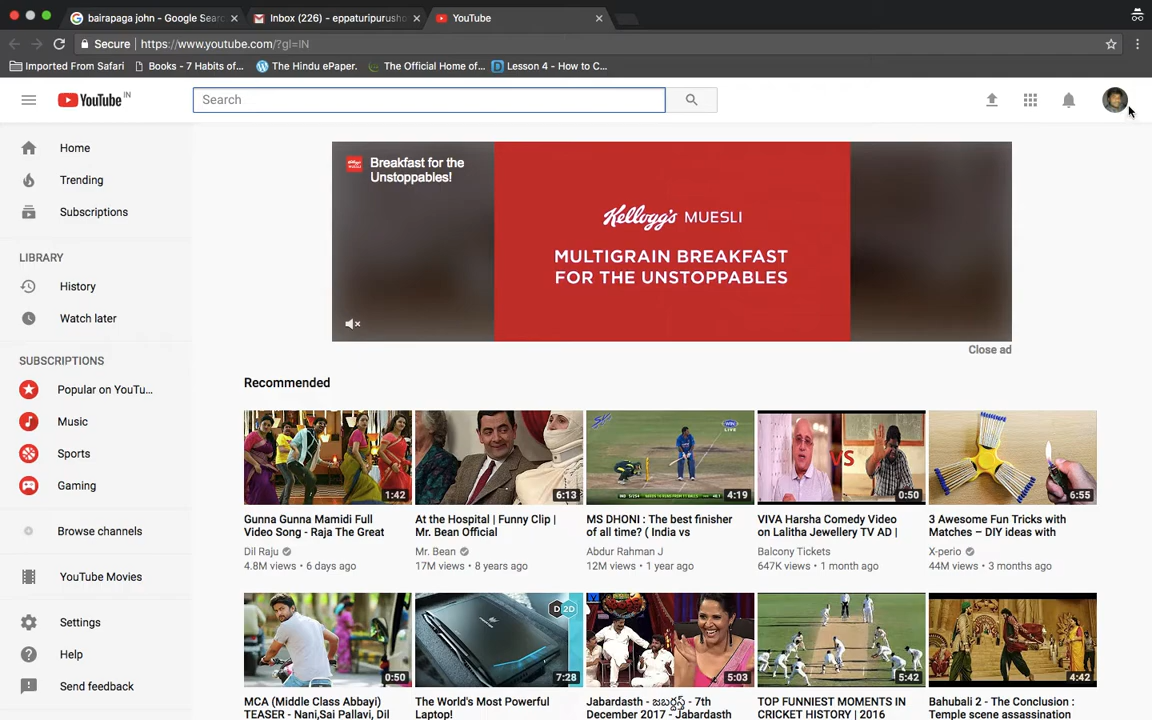 bairapaga john - Google Searc
Inbox (226) - eppaturipurusho
YouTube
Secure
https://www.youtube.com/?gl=IN
Imported From Safari
Books - 7 Habits of...
The Hindu ePaper.
The Official Home of...
Lesson 4 - How to C...
YouTube IN
Search
Home
Trending
Subscriptions
LIBRARY
History
Watch later
SUBSCRIPTIONS
Popular on YouTu...
Music
Sports
Gaming
Browse channels
YouTube Movies
Settings
Help
Send feedback
Breakfast for the
Unstoppables!
Kellogg's MUESLI
MULTIGRAIN BREAKFAST
FOR THE UNSTOPPABLES
Close ad
Recommended
1:42
6:13
4:19
VS
0:50
6:55
Gunna Gunna Mamidi Full
Video Song - Raja The Great
Dil Raju
4.8M views • 6 days ago
At the Hospital | Funny Clip |
Mr. Bean Official
Mr. Bean
17M views • 8 years ago
MS DHONI : The best finisher
of all time? ( India vs
Abdur Rahman J
12M views • 1 year ago
VIVA Harsha Comedy Video
on Lalitha Jewellery TV AD |
Balcony Tickets
647K views • 1 month ago
3 Awesome Fun Tricks with
Matches – DIY ideas with
X-perio
44M views • 3 months ago
0:50
D2D
7:28
5:03
5:42
4:42
MCA (Middle Class Abbayi)
TEASER - Nani,Sai Pallavi, Dil
The World's Most Powerful
Laptop!
Jabardasth - జబర్దస్త్ - 7th
December 2017 - Jabardasth
TOP FUNNIEST MOMENTS IN
CRICKET HISTORY | 2016
Bahubali 2 - The Conclusion :
Temple scene assassination